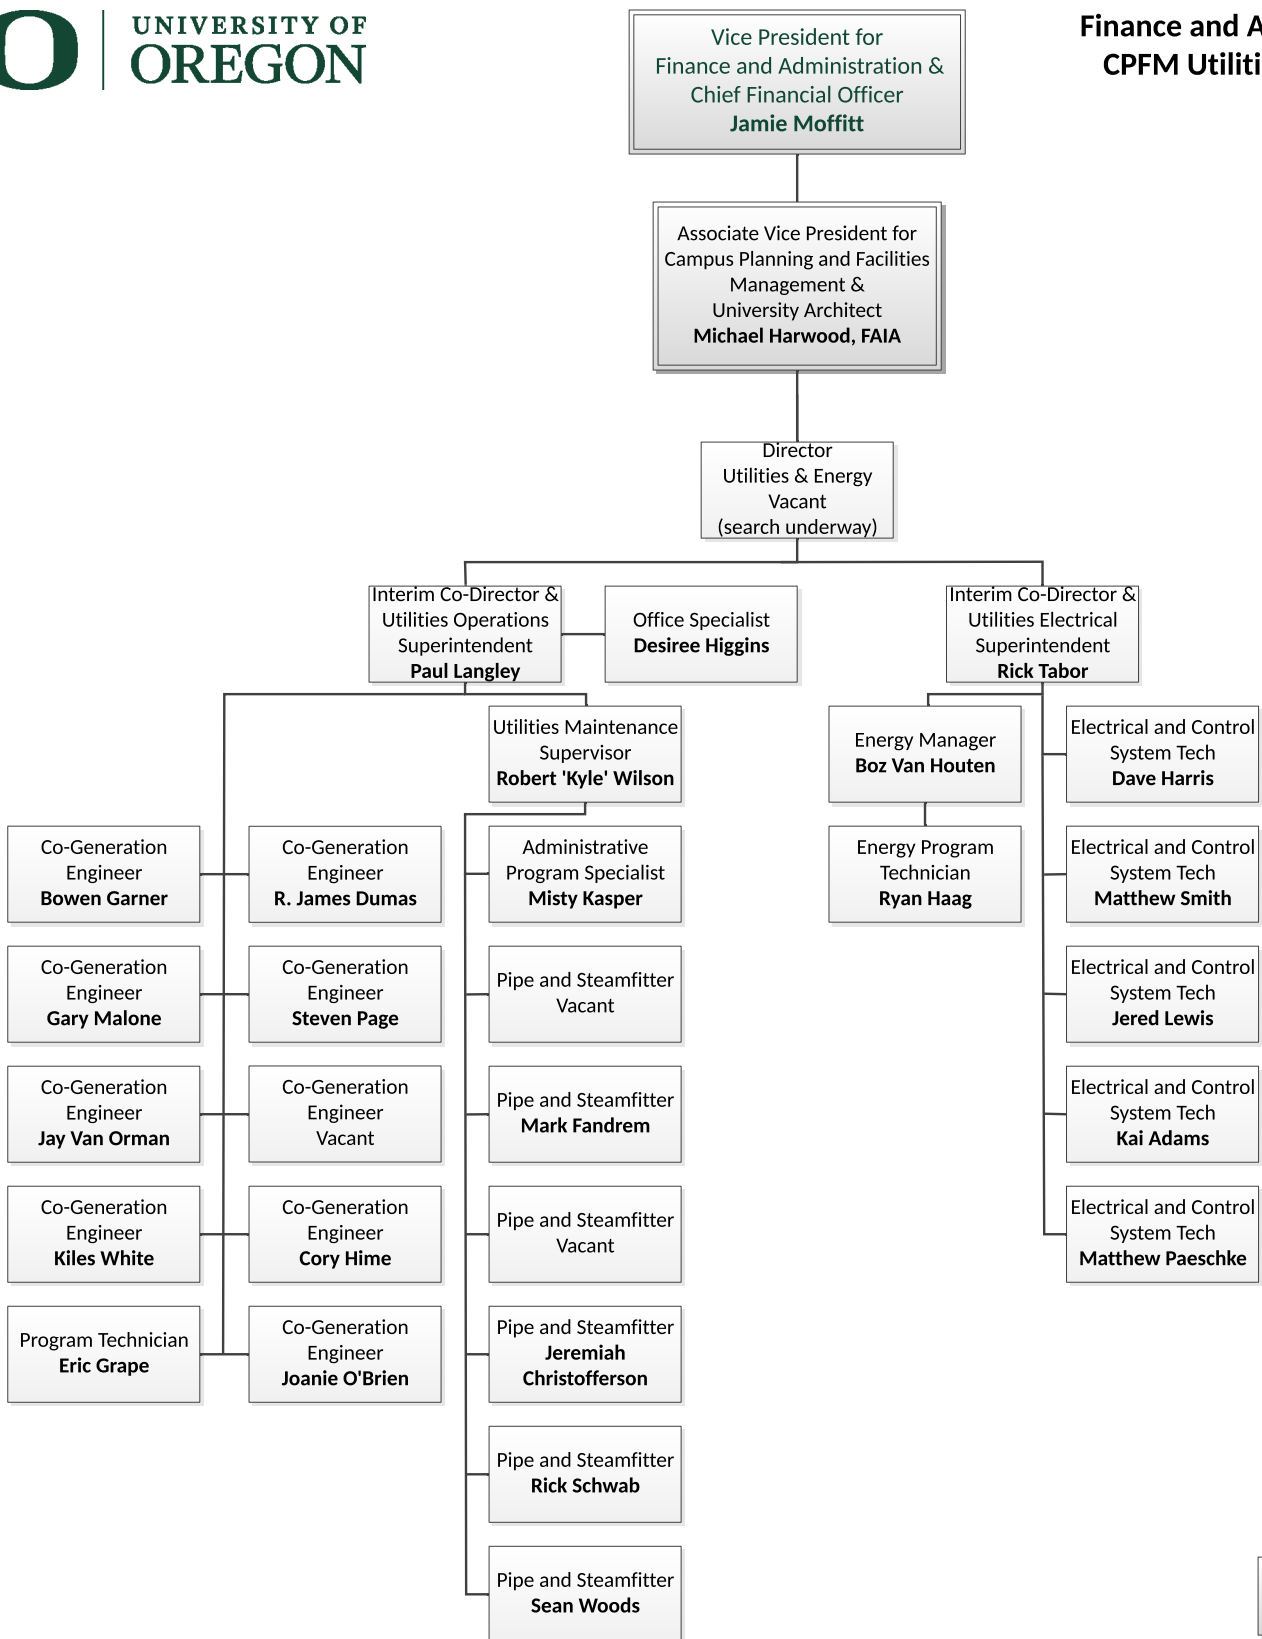 UNIVERSITY OF
OREGON
Vice President for
Finance and Administration &
Chief Financial Officer
Jamie Moffitt
Finance and A
CPFM Utiliti
Associate Vice President for
Campus Planning and Facilities
Management &
University Architect
Michael Harwood, FAIA
Director
Utilities & Energy
Vacant
(search underway)
Interim Co-Director &
Utilities Operations
Superintendent
Paul Langley
Office Specialist
Desiree Higgins
Interim Co-Director &
Utilities Electrical
Superintendent
Rick Tabor
Utilities Maintenance
Supervisor
Robert 'Kyle' Wilson
Energy Manager
Boz Van Houten
Electrical and Control
System Tech
Dave Harris
Co-Generation
Engineer
Bowen Garner
Co-Generation
Engineer
R. James Dumas
Administrative
Program Specialist
Misty Kasper
Energy Program
Technician
Ryan Haag
Electrical and Control
System Tech
Matthew Smith
Co-Generation
Engineer
Gary Malone
Co-Generation
Engineer
Steven Page
Pipe and Steamfitter
Vacant
Electrical and Control
System Tech
Jered Lewis
Co-Generation
Engineer
Jay Van Orman
Co-Generation
Engineer
Vacant
Pipe and Steamfitter
Mark Fandrem
Electrical and Control
System Tech
Kai Adams
Co-Generation
Engineer
Kiles White
Co-Generation
Engineer
Cory Hime
Pipe and Steamfitter
Vacant
Electrical and Control
System Tech
Matthew Paeschke
Program Technician
Eric Grape
Co-Generation
Engineer
Joanie O'Brien
Pipe and Steamfitter
Jeremiah
Christofferson
Pipe and Steamfitter
Rick Schwab
Pipe and Steamfitter
Sean Woods